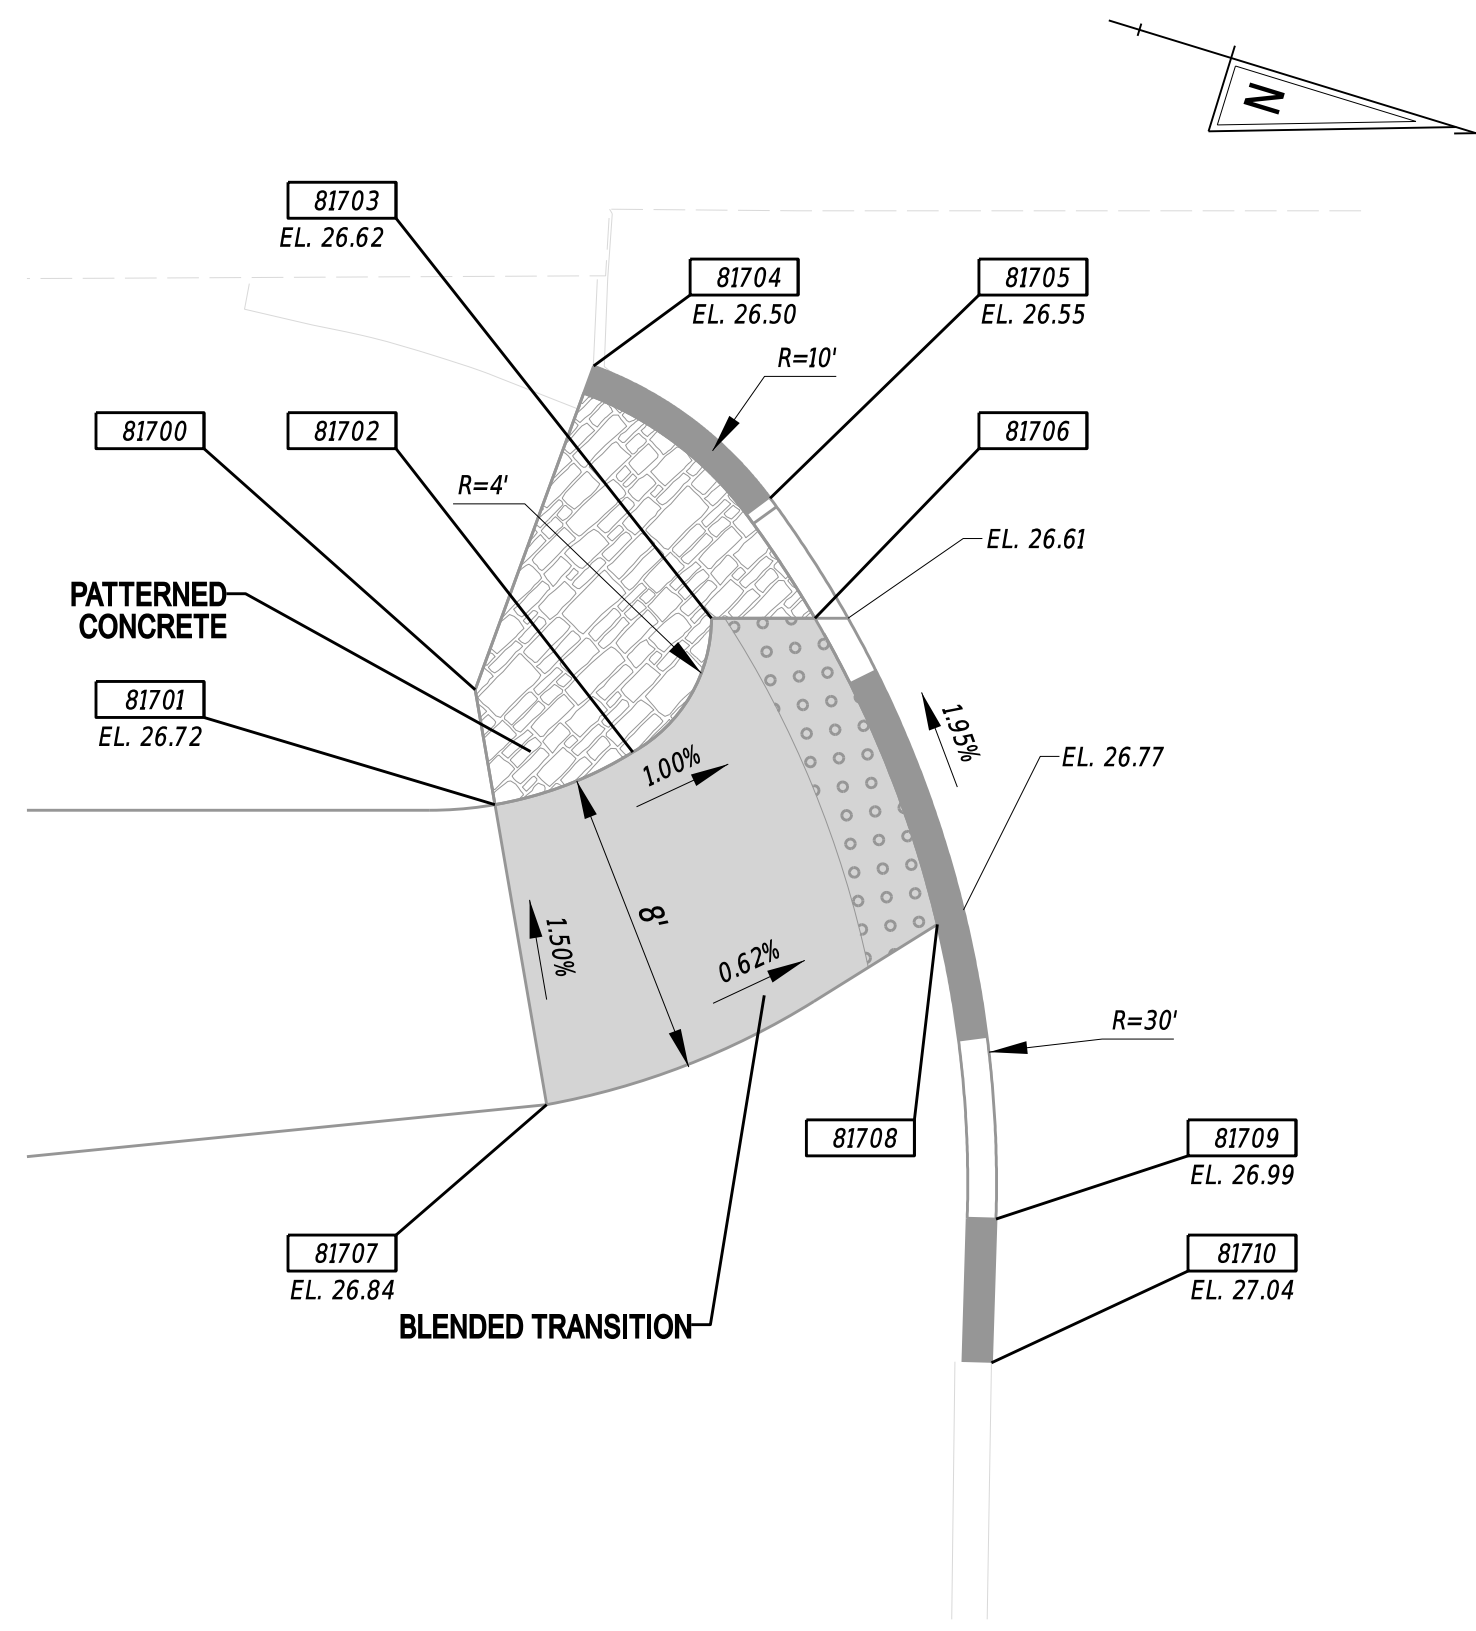 N
81703
EL. 26.62
81704
EL. 26.50
81705
EL. 26.55
R=10'
81700
81702
81706
R=4'
EL. 26.61
PATTERNED
CONCRETE
81701
EL. 26.72
1.95%
1.00%
EL. 26.77
8'
1.50%
0.62%
R=30'
81708
81709
EL. 26.99
81707
EL. 26.84
81710
EL. 27.04
BLENDED TRANSITION